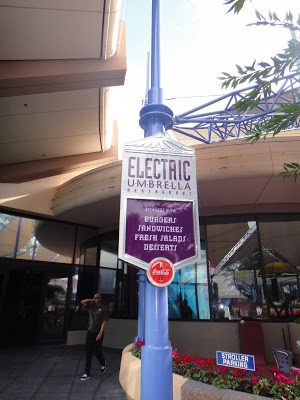 ELECTRIC
UMBRELLA
RESTAURANT
BURGERS
SANDWICHES
FRESH SALADS
DESSERTS
Coca-Cola
STROLLER
PARKING